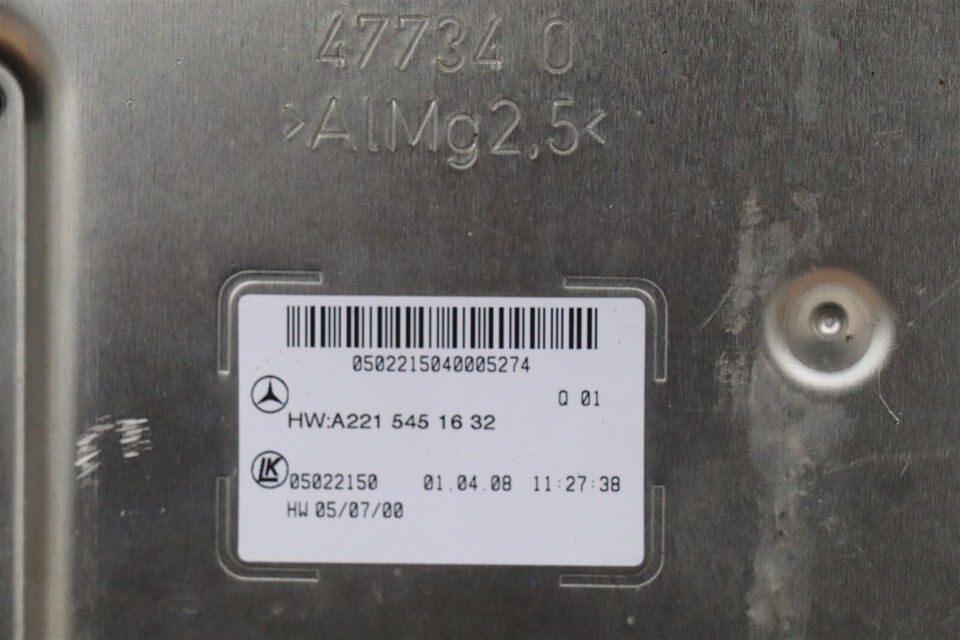 47734 0
>AlMg2,5<
0502215040005274
Q 01
HW:A221 545 16 32
LK
05022150 01.04.08 11:27:38
HW 05/07/00